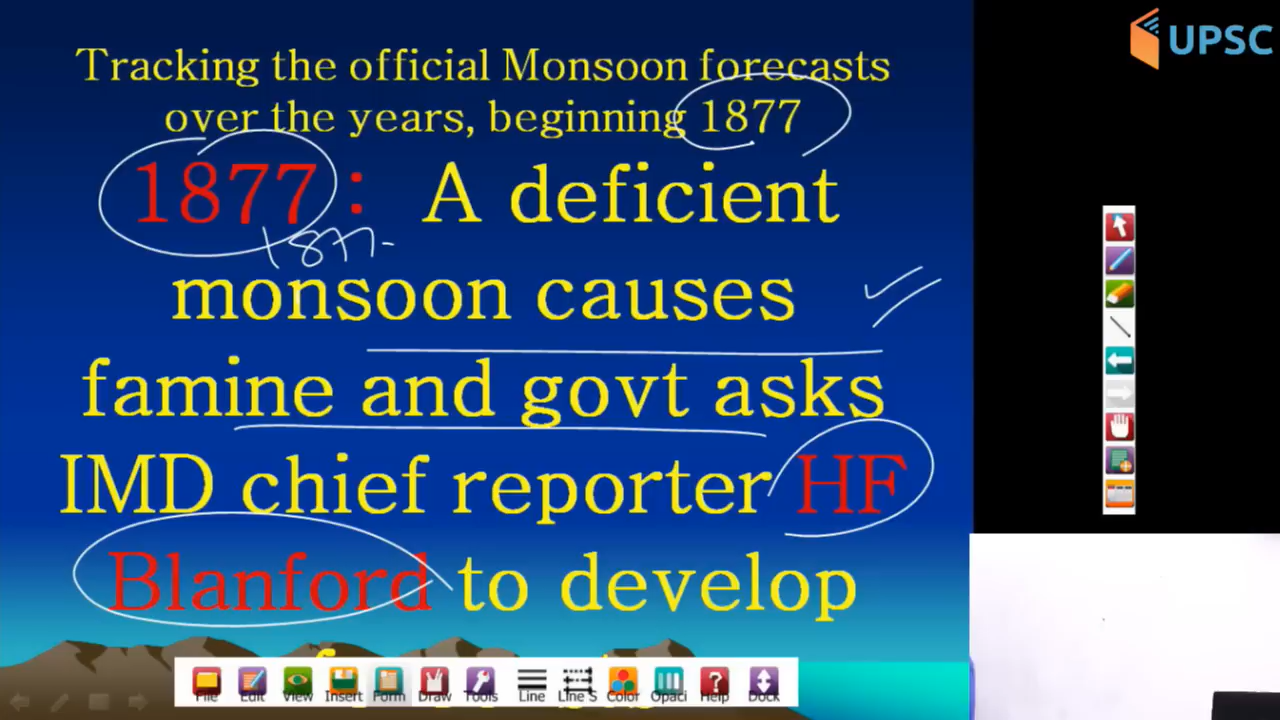 Tracking the official Monsoon forecasts
over the years, beginning 1877
1877 : A deficient
1877
monsoon causes
famine and govt asks
IMD chief reporter HF
Blanford to develop
UPSC
File Edit View Insert Form Draw Tools Line Line S Color Opaci Help Dock